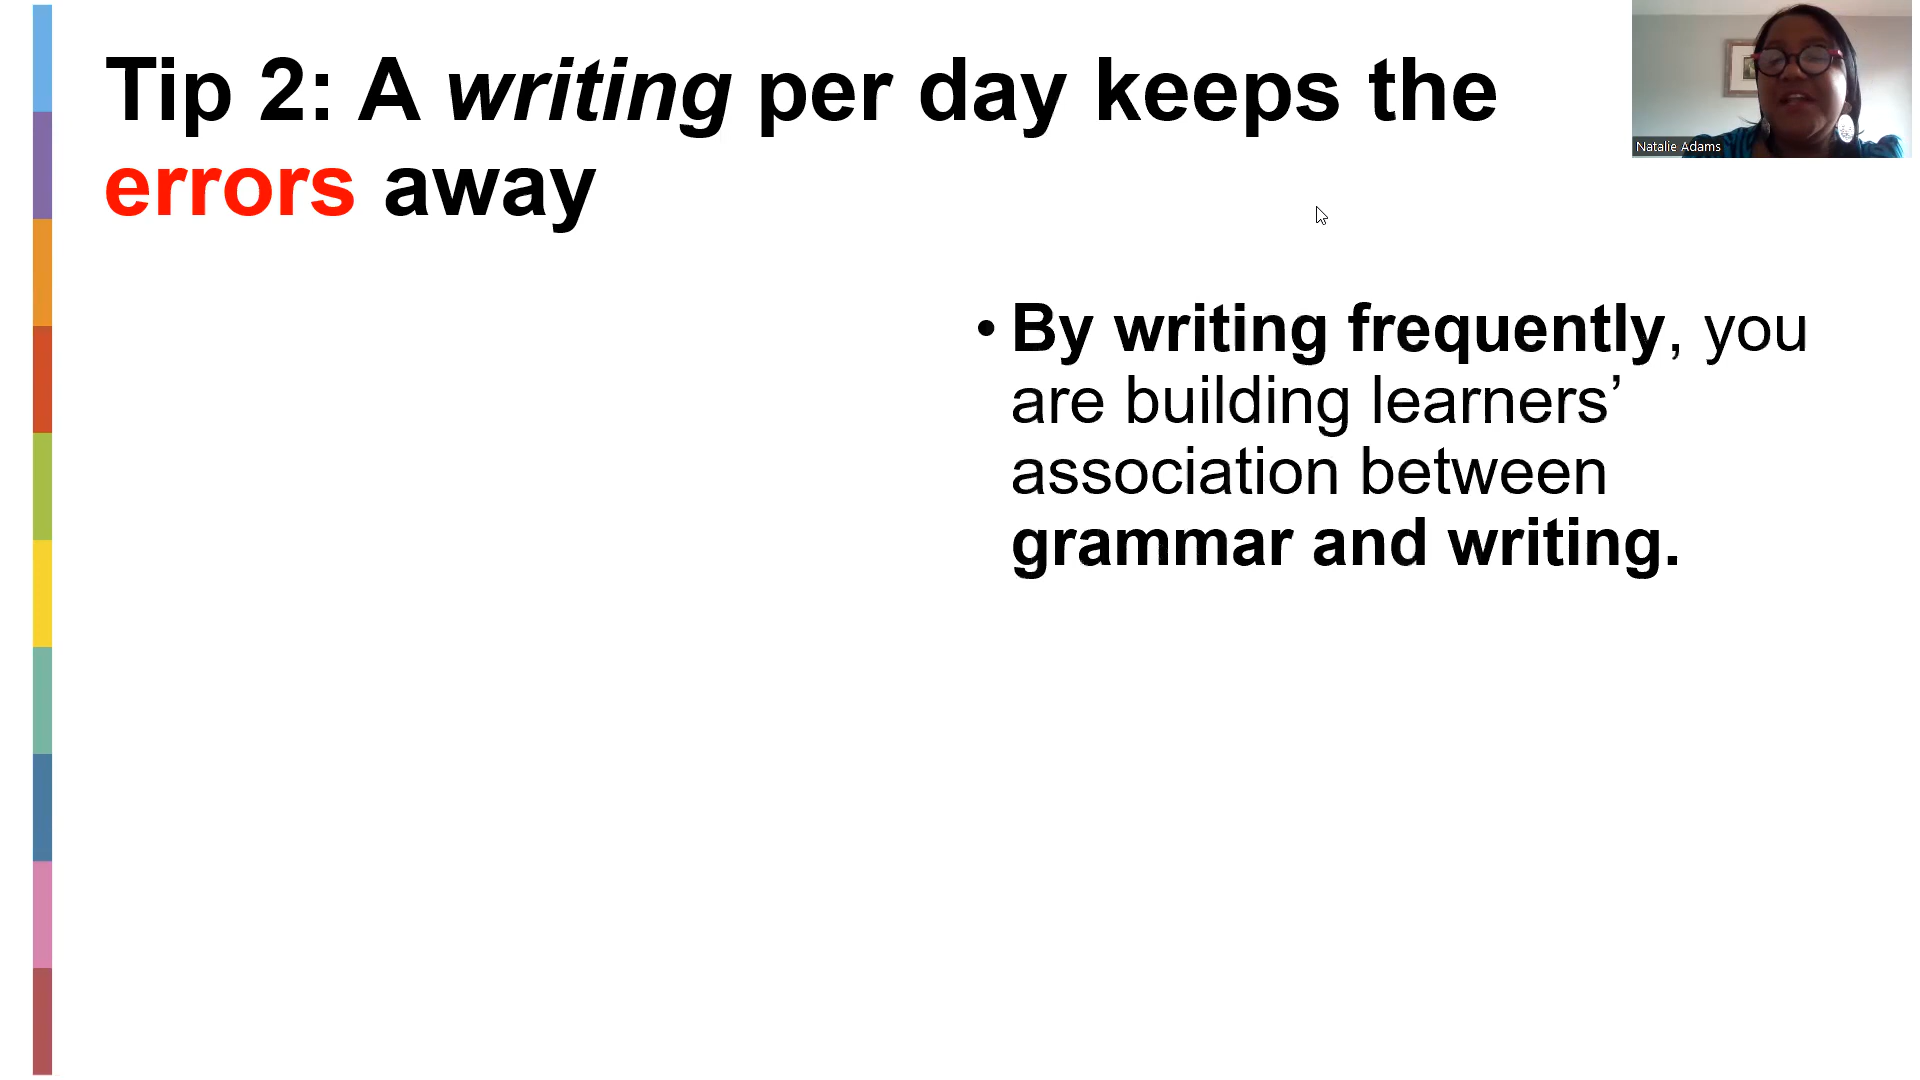 Tip 2: A writing per day keeps the
errors away
Natalie Adams
• By writing frequently, you
are building learners’
association between
grammar and writing.